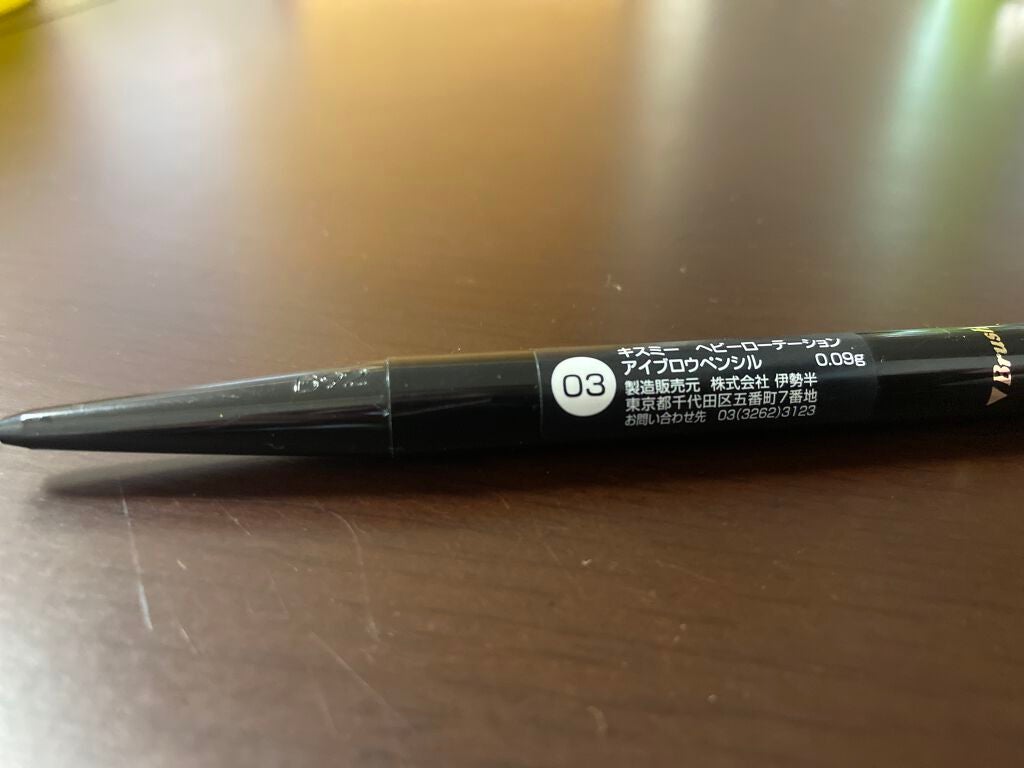 03
キスミー ヘビーローテーション
アイブロウペンシル 0.09g
製造販売元 株式会社 伊勢半
東京都千代田区五番町7番地
お問い合わせ先 03(3262)3123
Brush